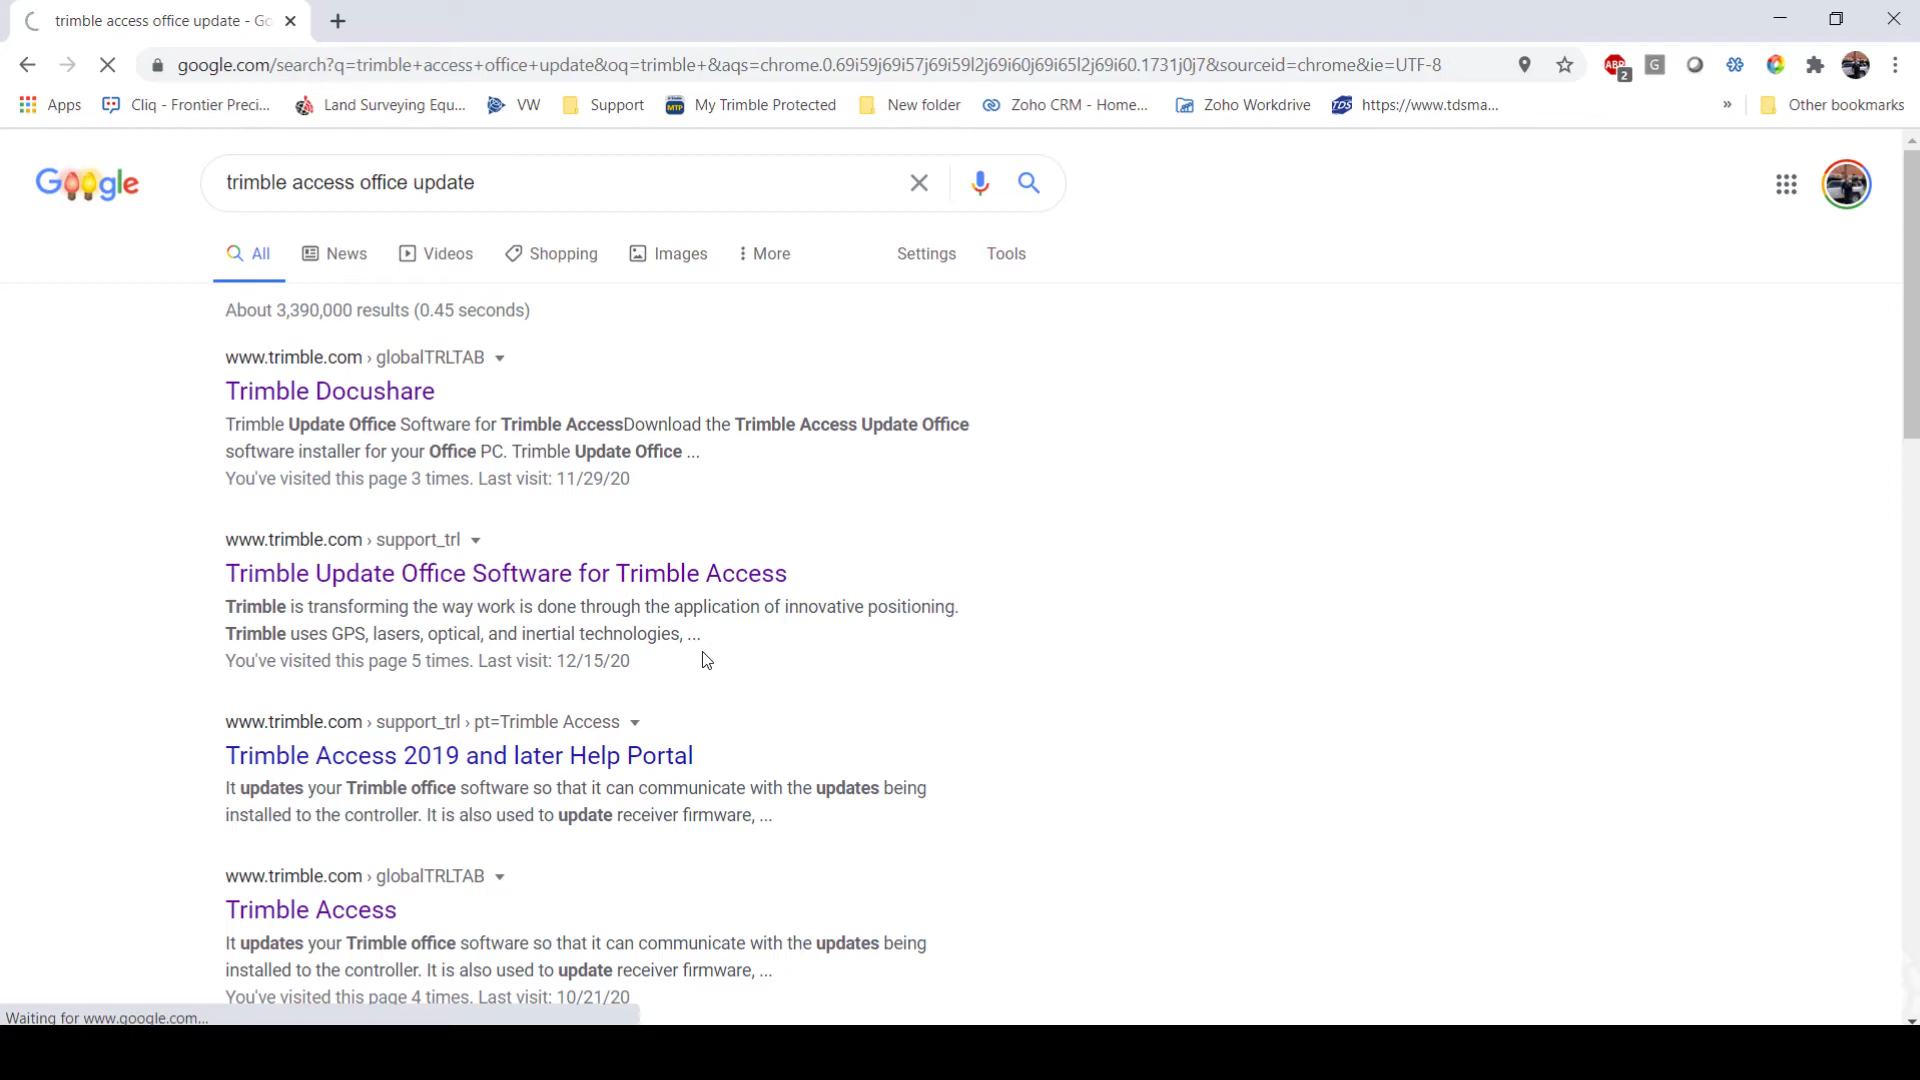 trimble access office update - Go
google.com/search?q=trimble+access+office+update&oq=trimble+&aqs=chrome.0.69i59j69i57j69i59l2j69i60j69i65l2j69i60.1731j0j7&sourceid=chrome&ie=UTF-8
ABP
2
G
Apps
Cliq - Frontier Preci...
Land Surveying Equ...
VW
Support
MTP
My Trimble Protected
New folder
Zoho CRM - Home...
Zoho Workdrive
TDS
https://www.tdsma...
»
Other bookmarks
Google
trimble access office update
All
News
Videos
Shopping
Images
More
Settings
Tools
About 3,390,000 results (0.45 seconds)
www.trimble.com › globalTRLTAB
Trimble Docushare
Trimble Update Office Software for Trimble AccessDownload the Trimble Access Update Office
software installer for your Office PC. Trimble Update Office ...
You've visited this page 3 times. Last visit: 11/29/20
www.trimble.com › support_trl
Trimble Update Office Software for Trimble Access
Trimble is transforming the way work is done through the application of innovative positioning.
Trimble uses GPS, lasers, optical, and inertial technologies, ...
You've visited this page 5 times. Last visit: 12/15/20
www.trimble.com › support_trl › pt=Trimble Access
Trimble Access 2019 and later Help Portal
It updates your Trimble office software so that it can communicate with the updates being
installed to the controller. It is also used to update receiver firmware, ...
www.trimble.com › globalTRLTAB
Trimble Access
It updates your Trimble office software so that it can communicate with the updates being
installed to the controller. It is also used to update receiver firmware, ...
You've visited this page 4 times. Last visit: 10/21/20
Waiting for www.google.com...